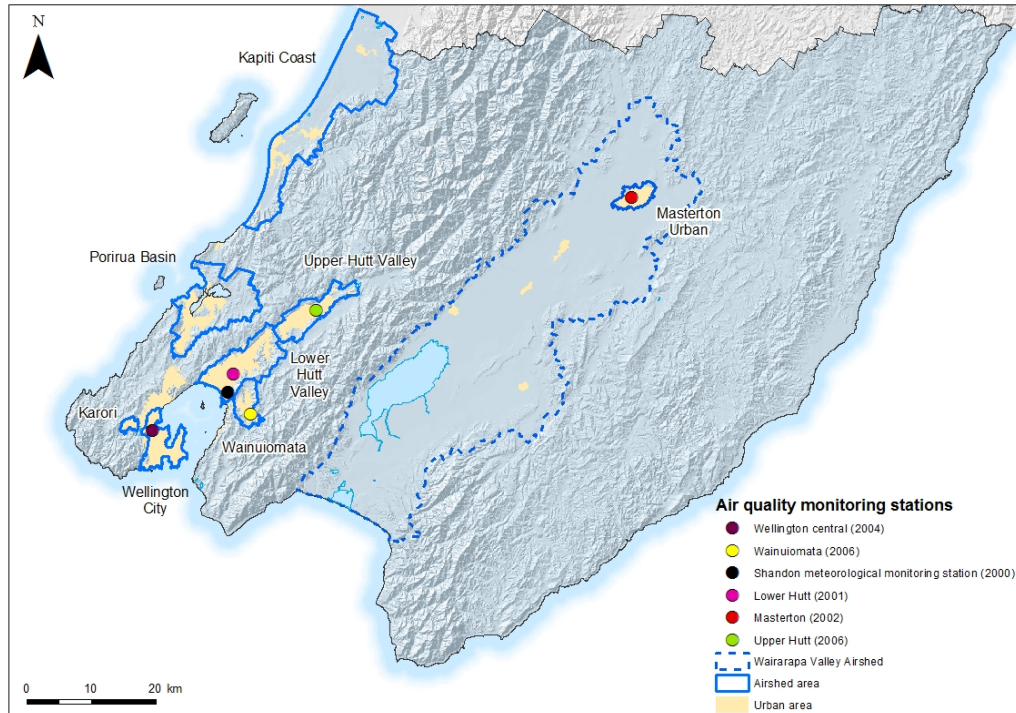 N
Kapiti Coast
Porirua Basin
Upper Hutt Valley
Masterton
Urban
Lower
Hutt
Valley
Karori
Wainuiomata
Wellington
City
Air quality monitoring stations
Wellington central (2004)
Wainuiomata (2006)
Shandon meteorological monitoring station (2000)
Lower Hutt (2001)
Masterton (2002)
Upper Hutt (2006)
Wairarapa Valley Airshed
Airshed area
Urban area
0 10 20 km